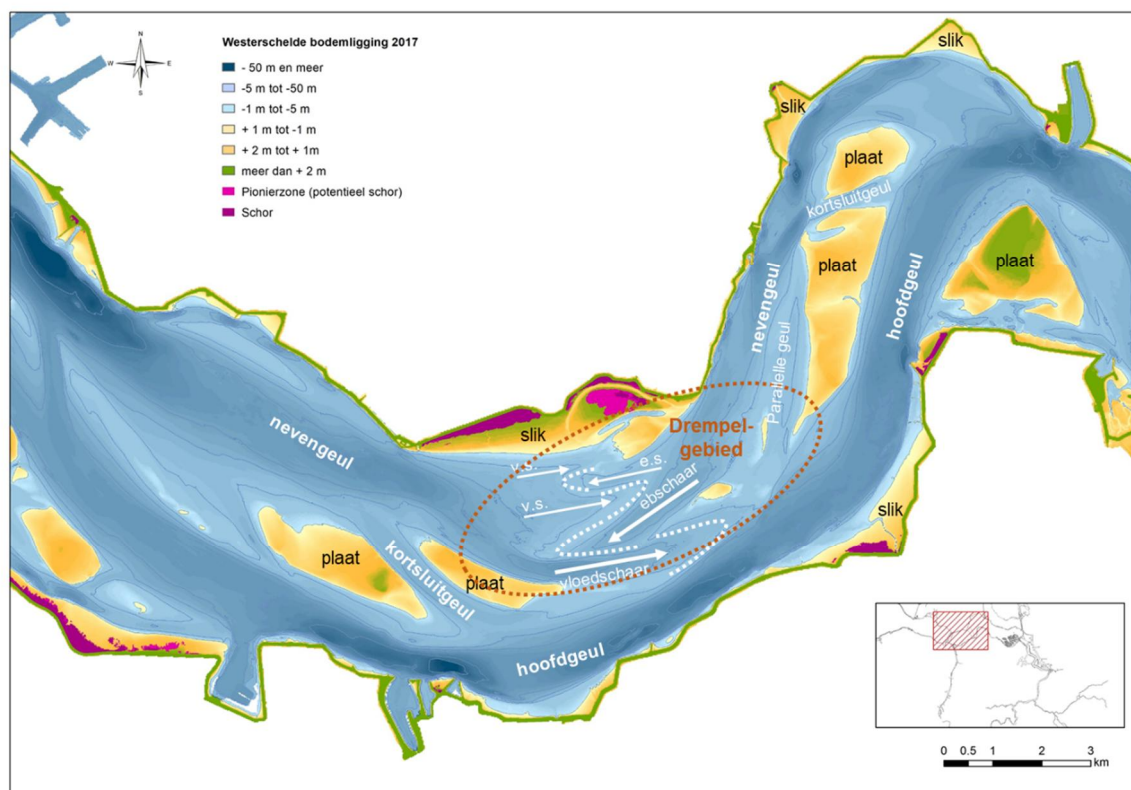 Westerschelde bodemligging 2017
- 50 m en meer
-5 m tot -50 m
-1 m tot -5 m
+ 1 m tot -1 m
+ 2 m tot + 1m
meer dan + 2 m
Pionierzone (potentieel schor)
Schor
N
W E
S
slik
slik
plaat
kortsluitgeul
plaat
plaat
nevengeul
hoofdgeul
Parallelle geul
nevengeul
slik
Drempel-
gebied
v.s.
e.s.
v.s.
ebschaar
vloedschaar
slik
plaat
kortsluitgeul
plaat
hoofdgeul
0 0.5 1 2 3
km